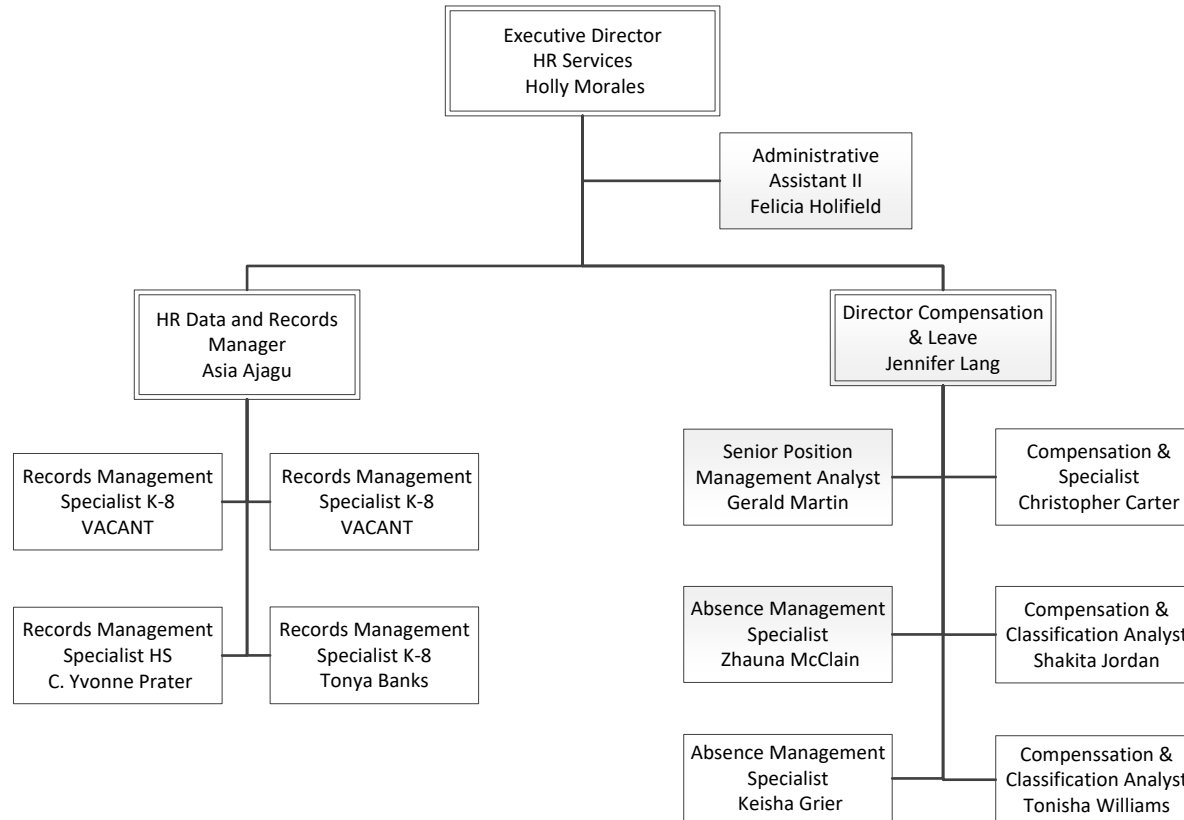 Executive Director
HR Services
Holly Morales
Administrative
Assistant II
Felicia Holifield
HR Data and Records
Manager
Asia Ajagu
Director Compensation
& Leave
Jennifer Lang
Records Management
Specialist K-8
VACANT
Records Management
Specialist K-8
VACANT
Senior Position
Management Analyst
Gerald Martin
Compensation &
Specialist
Christopher Carter
Records Management
Specialist HS
C. Yvonne Prater
Records Management
Specialist K-8
Tonya Banks
Absence Management
Specialist
Zhauna McClain
Compensation &
Classification Analyst
Shakita Jordan
Absence Management
Specialist
Keisha Grier
Compenssation &
Classification Analyst
Tonisha Williams